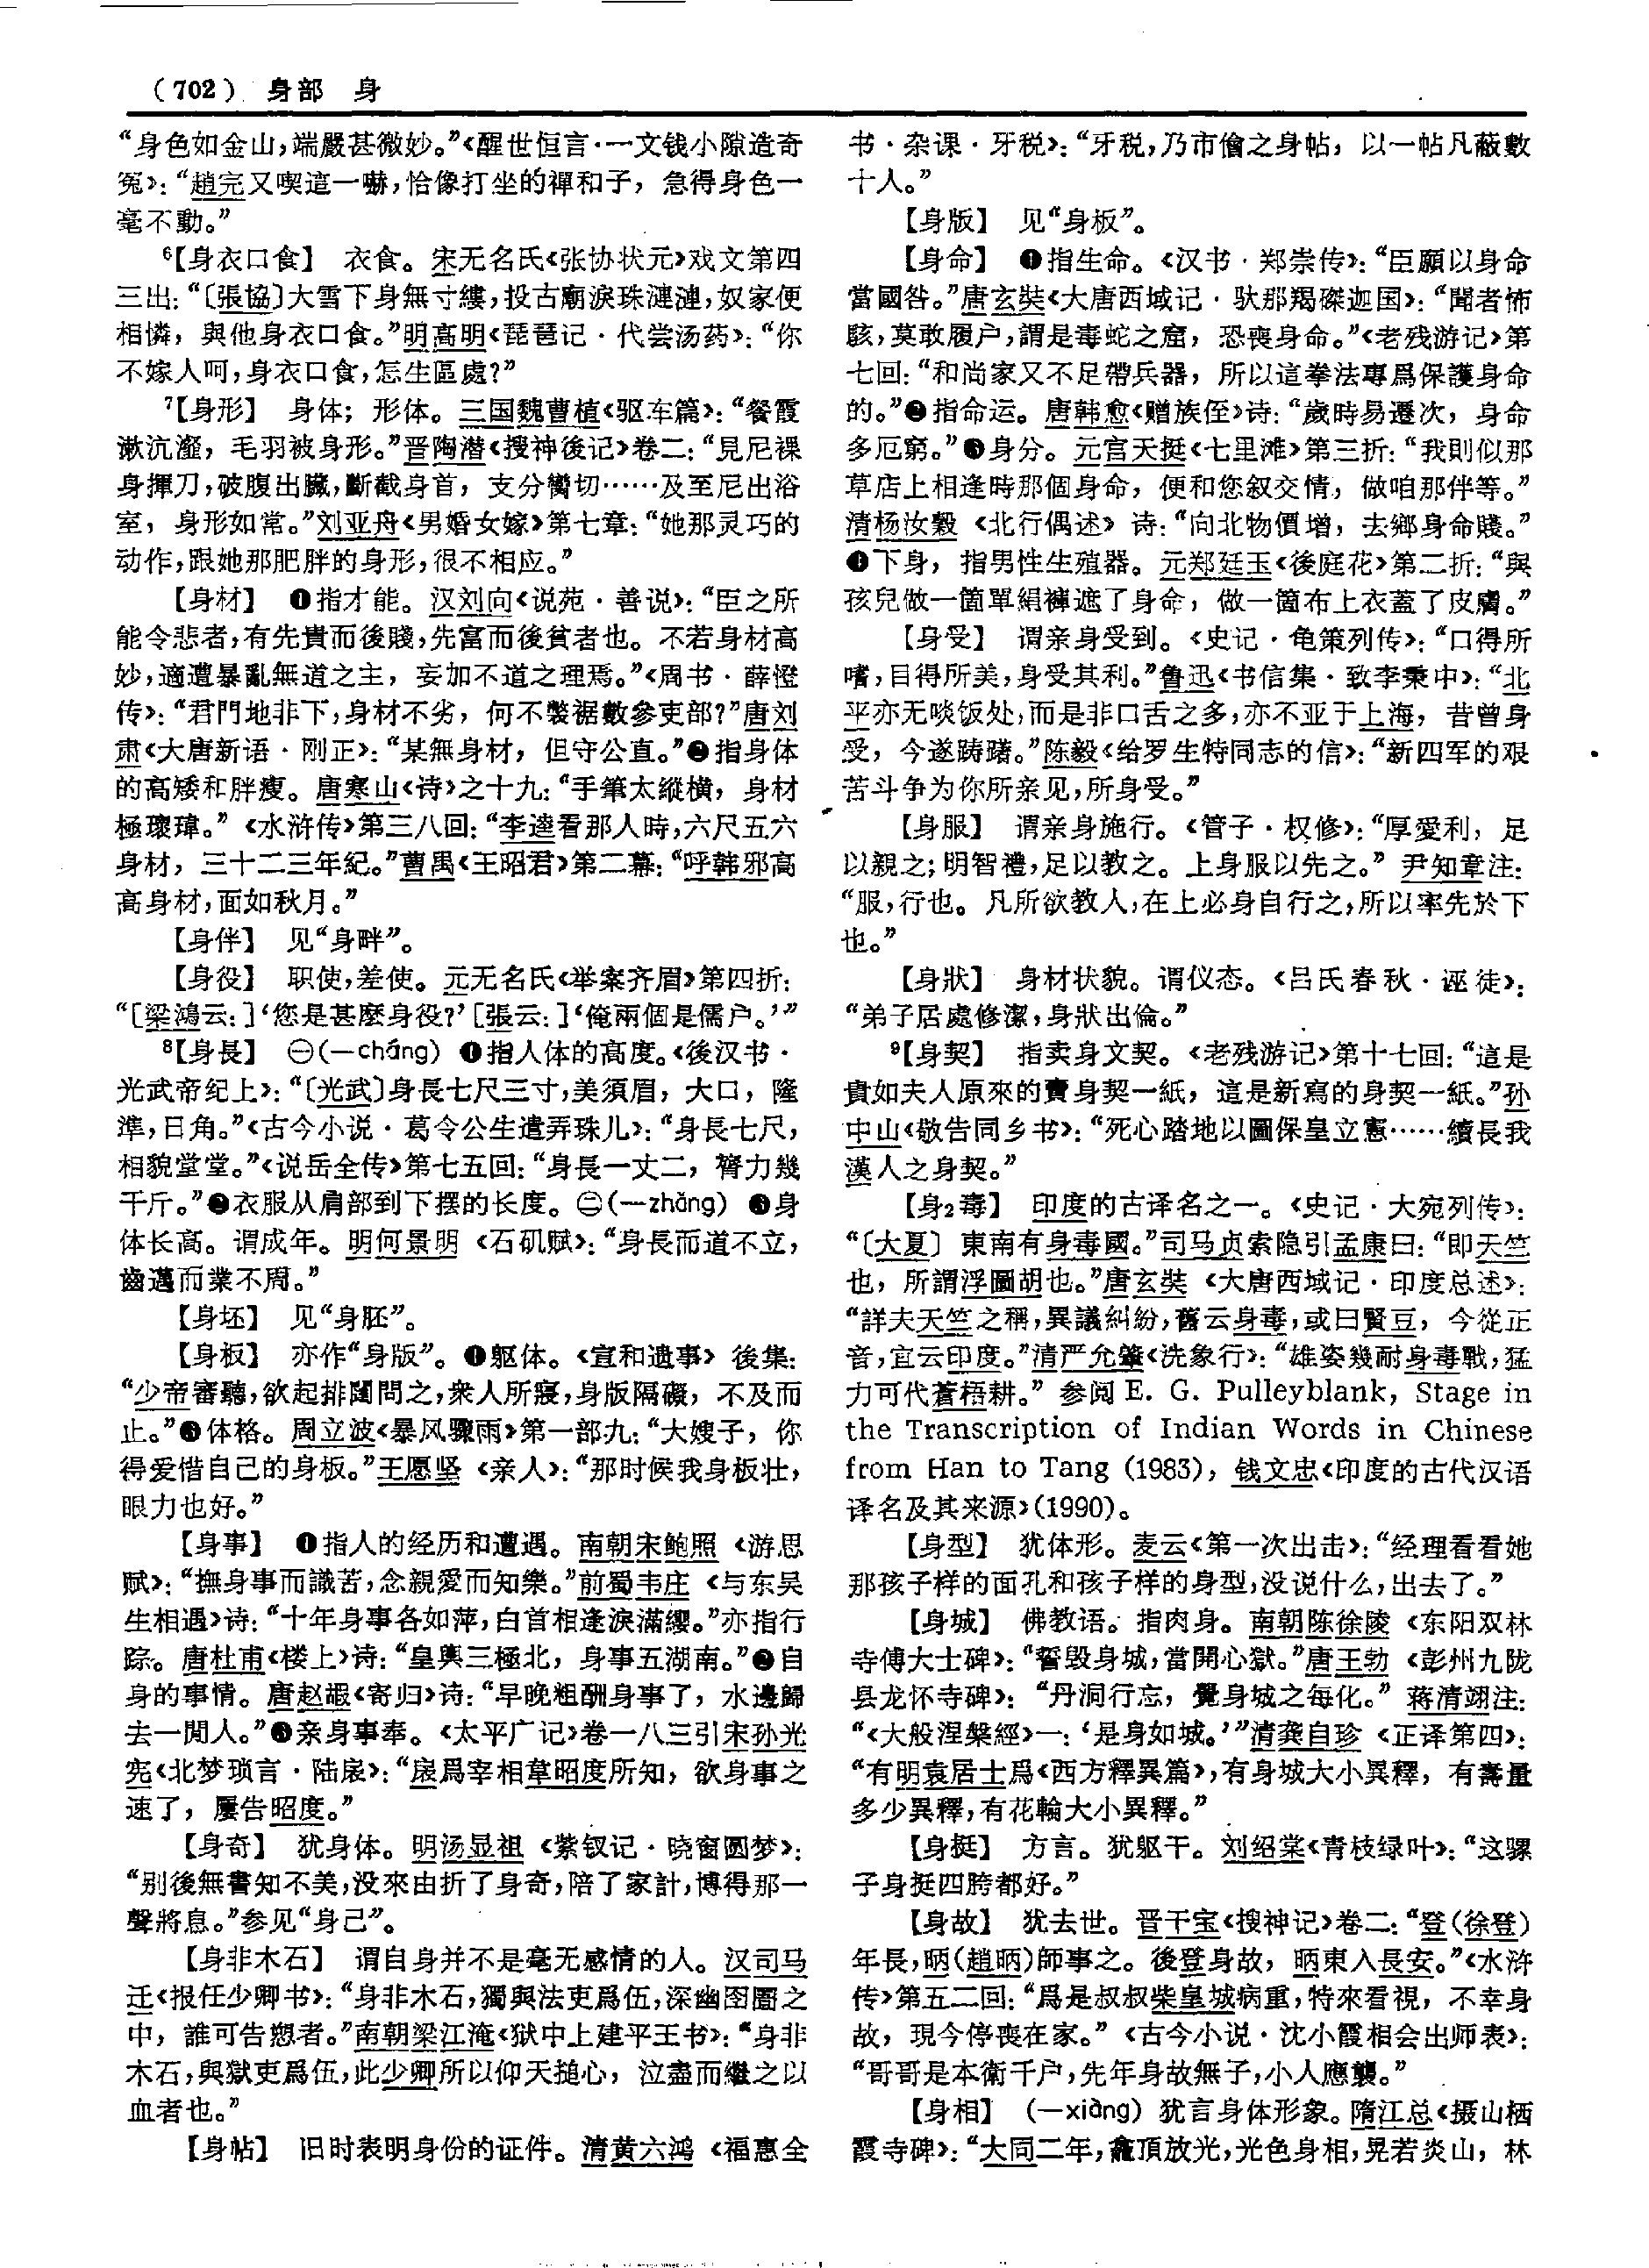 （702） 身部 身
“身色如金山，端嚴甚微妙。”《醒世恒言·一文钱小隙造奇
冤》：“趙完又喫這一嚇，恰像打坐的禪和子，急得身色一
毫不動。”
⁶【身衣口食】 衣食。宋无名氏《张协状元》戏文第四
三出：“〔張協〕大雪下身無寸縷，投古廟淚珠漣漣，奴家便
相憐，與他身衣口食。”明高明《琵琶记·代尝汤药》：“你
不嫁人呵，身衣口食，怎生區處？”
⁷【身形】 身体；形体。三国魏曹植《驱车篇》：“餐霞
漱沆瀣，毛羽被身形。”晋陶潜《搜神後记》卷二：“見尼裸
身揮刀，破腹出臟，斷截身首，支分臠切……及至尼出浴
室，身形如常。”刘亚舟《男婚女嫁》第七章：“她那灵巧的
动作，跟她那肥胖的身形，很不相应。”
【身材】 ❶指才能。汉刘向《说苑·善说》：“臣之所
能令悲者，有先貴而後賤，先富而後貧者也。不若身材高
妙，適遭暴亂無道之主，妄加不道之理焉。”《周书·薛憕
传》：“君門地非下，身材不劣，何不褩裾數參吏部？”唐刘
肃《大唐新语·刚正》：“某無身材，但守公直。”❷指身体
的高矮和胖瘦。唐寒山《诗》之十九：“手筆太縱横，身材
極瓌瑋。”《水浒传》第三八回：“李逵看那人時，六尺五六
身材，三十二三年紀。”曹禺《王昭君》第二幕：“呼韩邪高
高身材，面如秋月。”
【身伴】 见“身畔”。
【身役】 职使，差使。元无名氏《举案齐眉》第四折：
“［梁鴻云：］‘您是甚麽身役？’［張云：］‘俺兩個是儒户。’”
⁸【身長】 ㊀（—cháng）❶指人体的高度。《後汉书·
光武帝纪上》：“〔光武〕身長七尺三寸，美須眉，大口，隆
準，日角。”《古今小说·葛令公生遣弄珠儿》：“身長七尺，
相貌堂堂。”《说岳全传》第七五回：“身長一丈二，膂力幾
千斤。”❷衣服从肩部到下摆的长度。㊁（—zhǎng） ❸身
体长高。谓成年。明何景明《石矶赋》：“身長而道不立，
齒邁而業不周。”
【身坯】 见“身胚”。
【身板】 亦作“身版”。❶躯体。《宣和遗事》後集：
“少帝審聽，欲起排闥問之，衆人所寢，身版隔礙，不及而
止。”❷体格。周立波《暴风骤雨》第一部九：“大嫂子，你
得爱惜自己的身板。”王愿坚《亲人》：“那时候我身板壮，
眼力也好。”
【身事】 ❶指人的经历和遭遇。南朝宋鲍照《游思
赋》：“撫身事而識苦，念親愛而知樂。”前蜀韦庄《与东吴
生相遇》诗：“十年身事各如萍，白首相逢淚滿纓。”亦指行
踪。唐杜甫《楼上》诗：“皇輿三極北，身事五湖南。”❷自
身的事情。唐赵嘏《寄归》诗：“早晚粗酬身事了，水邊歸
去一閒人。”❸亲身事奉。《太平广记》卷一八三引宋孙光
宪《北梦琐言·陆扆》：“扆爲宰相韋昭度所知，欲身事之
速了，屢告昭度。”
【身奇】 犹身体。明汤显祖《紫钗记·晓窗圆梦》：
“别後無書知不美，没來由折了身奇，陪了家計，博得那一
聲將息。”参见“身己”。
【身非木石】 谓自身并不是毫无感情的人。汉司马
迁《报任少卿书》：“身非木石，獨與法吏爲伍，深幽囹圄之
中，誰可告愬者。”南朝梁江淹《狱中上建平王书》：“身非
木石，與獄吏爲伍，此少卿所以仰天搥心，泣盡而繼之以
血者也。”
【身帖】 旧时表明身份的证件。清黄六鸿《福惠全
书·杂课·牙税》：“牙税，乃市儈之身帖，以一帖凡蔽數
十人。”
【身版】 见“身板”。
【身命】 ❶指生命。《汉书·郑崇传》：“臣願以身命
當國咎。”唐玄奘《大唐西域记·驮那羯磔迦国》：“聞者怖
駭，莫敢履户，謂是毒蛇之窟，恐喪身命。”《老残游记》第
七回：“和尚家又不足帶兵器，所以這拳法專爲保護身命
的。”❷指命运。唐韩愈《赠族侄》诗：“歲時易遷次，身命
多厄窮。”❸身分。元宫天挺《七里滩》第三折：“我則似那
草店上相逢時那個身命，便和您叙交情，做咱那伴等。”
清杨汝穀《北行偶述》诗：“向北物價增，去鄉身命賤。”
❹下身，指男性生殖器。元郑廷玉《後庭花》第二折：“與
孩兒做一箇單絹褲遮了身命，做一箇布上衣蓋了皮膚。”
【身受】 谓亲身受到。《史记·龟策列传》：“口得所
嗜，目得所美，身受其利。”鲁迅《书信集·致李秉中》：“北
平亦无啖饭处，而是非口舌之多，亦不亚于上海，昔曾身
受，今遂踌躇。”陈毅《给罗生特同志的信》：“新四军的艰
苦斗争为你所亲见，所身受。”
【身服】 谓亲身施行。《管子·权修》：“厚愛利，足
以親之；明智禮，足以教之。上身服以先之。”尹知章注：
“服，行也。凡所欲教人，在上必身自行之，所以率先於下
也。”
【身狀】 身材状貌。谓仪态。《吕氏春秋·诬徒》：
“弟子居處修潔，身狀出倫。”
⁹【身契】 指卖身文契。《老残游记》第十七回：“這是
貴如夫人原來的賣身契一紙，這是新寫的身契一紙。”孙
中山《敬告同乡书》：“死心踏地以圖保皇立憲……續長我
漢人之身契。”
【身₂毒】 印度的古译名之一。《史记·大宛列传》：
“〔大夏〕東南有身毒國。”司马贞索隐引孟康曰：“即天竺
也，所謂浮圖胡也。”唐玄奘《大唐西域记·印度总述》：
“詳夫天竺之稱，異議糾紛，舊云身毒，或曰賢豆，今從正
音，宜云印度。”清严允肇《洗象行》：“雄姿幾耐身毒戰，猛
力可代蒼梧耕。”参阅 E. G. Pulleyblank, Stage in
the Transcription of Indian Words in Chinese
from Han to Tang (1983)，钱文忠《印度的古代汉语
译名及其来源》（1990）。
【身型】 犹体形。麦云《第一次出击》：“经理看看她
那孩子样的面孔和孩子样的身型，没说什么，出去了。”
【身城】 佛教语。指肉身。南朝陈徐陵《东阳双林
寺傅大士碑》：“誓毁身城，當開心獄。”唐王勃《彭州九陇
县龙怀寺碑》：“丹洞行忘，覺身城之每化。”蒋清翊注：
“《大般涅槃經》一：‘是身如城。’”清龚自珍《正译第四》：
“有明袁居士爲《西方釋異篇》，有身城大小異釋，有壽量
多少異釋，有花輪大小異釋。”
【身挺】 方言。犹躯干。刘绍棠《青枝绿叶》：“这骡
子身挺四胯都好。”
【身故】 犹去世。晋干宝《搜神记》卷二：“登（徐登）
年長，昞（趙昞）師事之。後登身故，昞東入長安。”《水浒
传》第五二回：“爲是叔叔柴皇城病重，特來看視，不幸身
故，現今停喪在家。”《古今小说·沈小霞相会出师表》：
“哥哥是本衛千户，先年身故無子，小人應襲。”
【身相】 （—xiàng）犹言身体形象。隋江总《摄山栖
霞寺碑》：“大同二年，龕頂放光，光色身相，晃若炎山，林